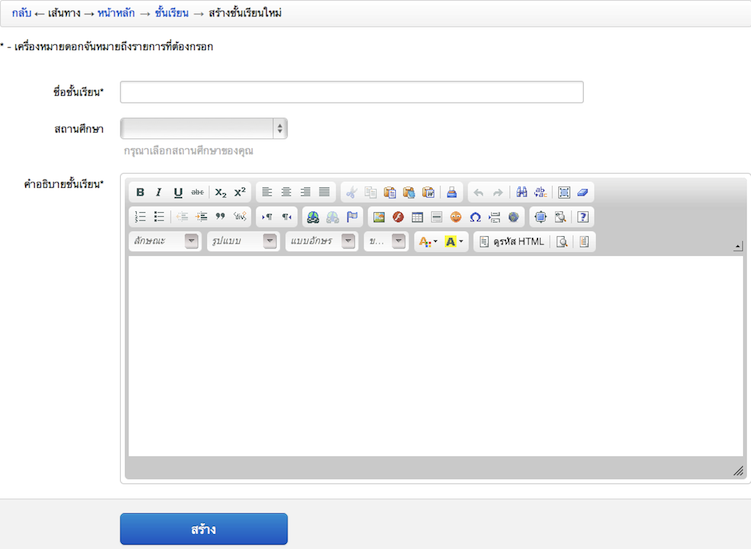 กลับ ← เส้นทาง → หน้าหลัก → ชั้นเรียน → สร้างชั้นเรียนใหม่
* - เครื่องหมายดอกจันหมายถึงรายการที่ต้องกรอก
ชื่อชั้นเรียน*
สถานศึกษา
กรุณาเลือกสถานศึกษาของคุณ
คำอธิบายชั้นเรียน*
B I U abc X₂ X²
ลักษณะ รูปแบบ แบบอักษร ข... A A ดูรหัส HTML
สร้าง